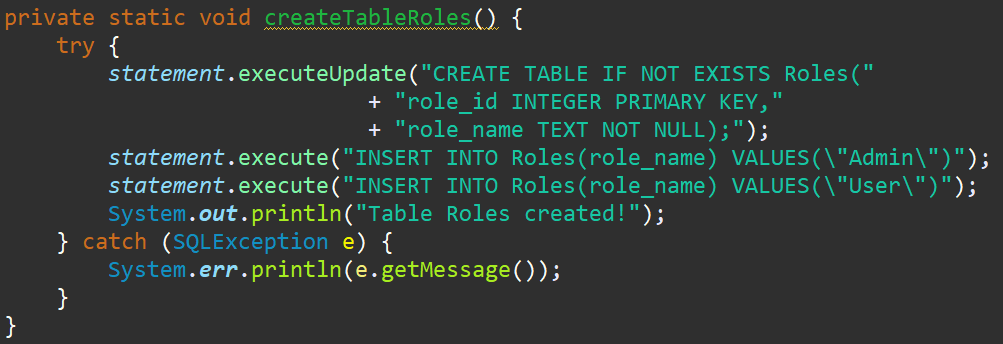 private static void createTableRoles() {
    try {
        statement.executeUpdate("CREATE TABLE IF NOT EXISTS Roles("
                            + "role_id INTEGER PRIMARY KEY,"
                            + "role_name TEXT NOT NULL);");
        statement.execute("INSERT INTO Roles(role_name) VALUES(\"Admin\")");
        statement.execute("INSERT INTO Roles(role_name) VALUES(\"User\")");
        System.out.println("Table Roles created!");
    } catch (SQLException e) {
        System.err.println(e.getMessage());
    }
}